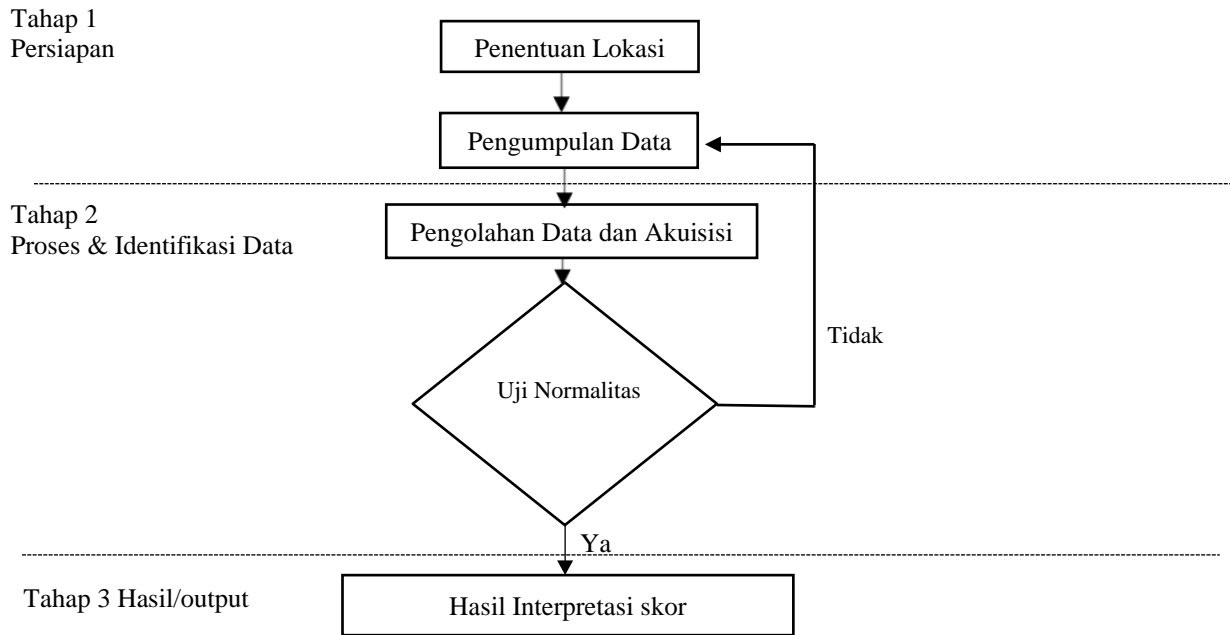 Tahap 1
Persiapan
Penentuan Lokasi
Pengumpulan Data
Tahap 2
Proses & Identifikasi Data
Pengolahan Data dan Akuisisi
Uji Normalitas
Tidak
Ya
Tahap 3 Hasil/output
Hasil Interpretasi skor